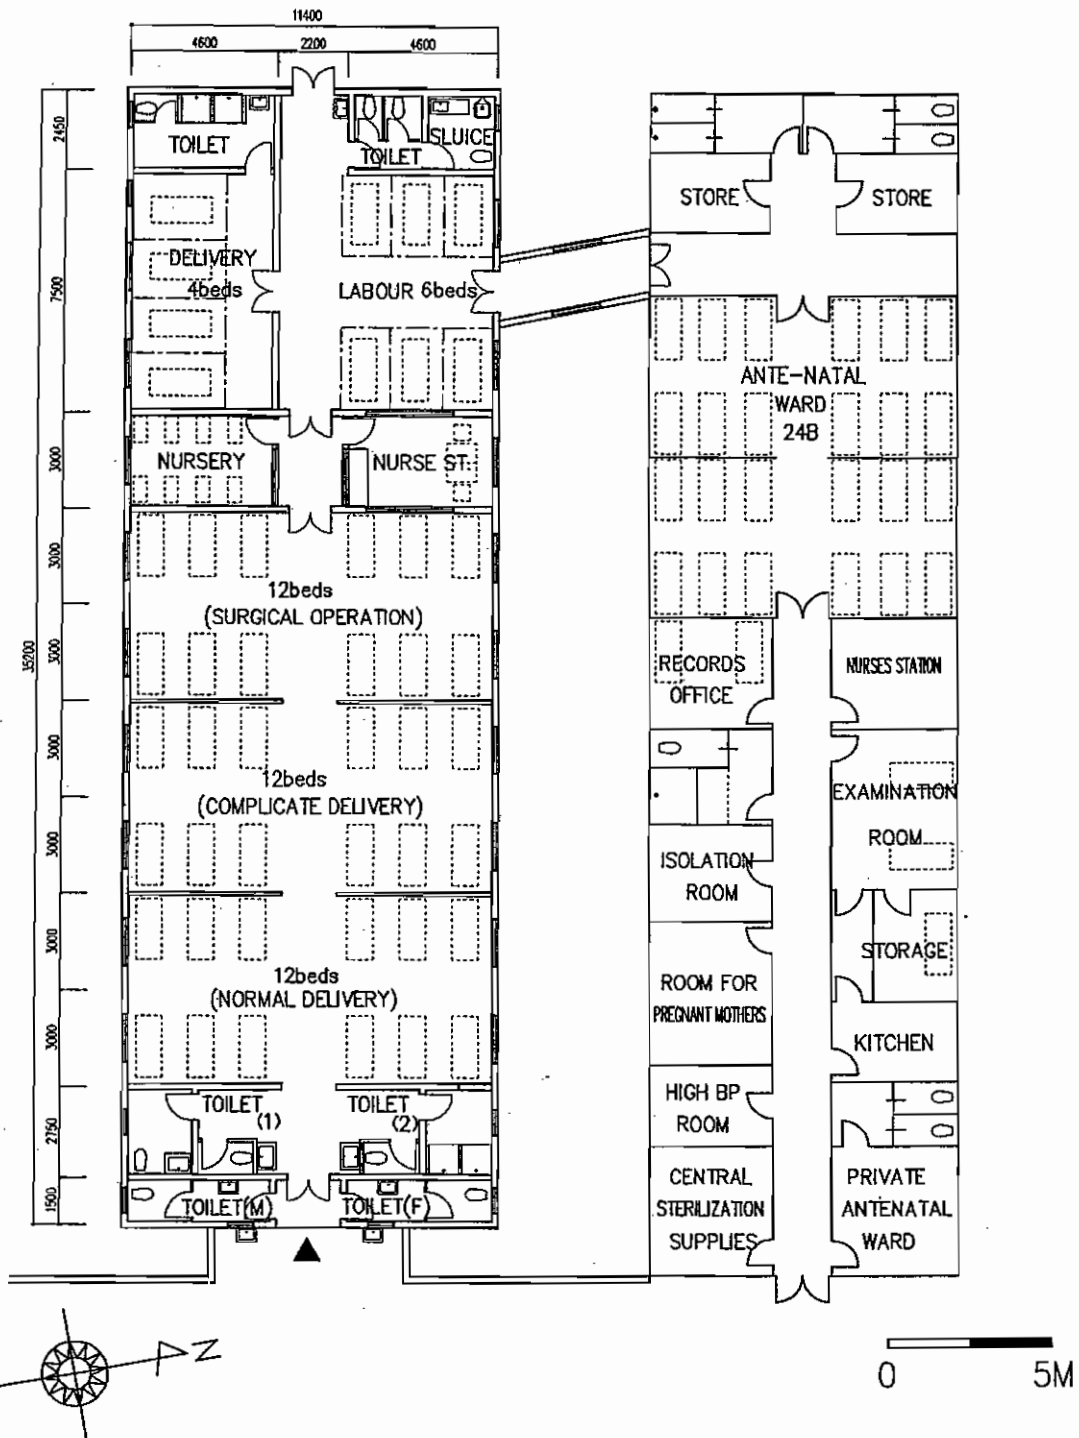 11400
4600
2200
4600
2450
7500
3000
3000
3000
3000
3000
3000
3000
2750
1500
35200
TOILET
SLUICE
TOILET
DELIVERY
4beds
LABOUR 6beds
NURSERY
NURSE ST.
12beds
(SURGICAL OPERATION)
12beds
(COMPLICATE DELIVERY)
12beds
(NORMAL DELIVERY)
TOILET
(1)
TOILET
(2)
TOILET(M)
TOILET(F)
STORE
STORE
ANTE-NATAL
WARD
24B
RECORDS
OFFICE
NURSES STATION
EXAMINATION
ROOM
ISOLATION
ROOM
STORAGE
ROOM FOR
PREGNANT MOTHERS
KITCHEN
HIGH BP
ROOM
CENTRAL
STERILIZATION
SUPPLIES
PRIVATE
ANTENATAL
WARD
N
0 5M